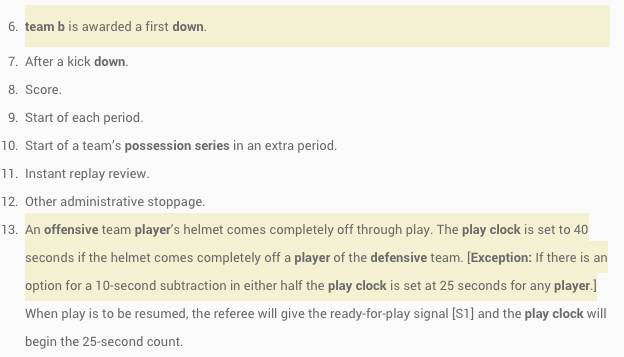 6. team b is awarded a first down.
7. After a kick down.
8. Score.
9. Start of each period.
10. Start of a team's possession series in an extra period.
11. Instant replay review.
12. Other administrative stoppage.
13. An offensive team player's helmet comes completely off through play. The play clock is set to 40
seconds if the helmet comes completely off a player of the defensive team. [Exception: If there is an
option for a 10-second subtraction in either half the play clock is set at 25 seconds for any player.]
When play is to be resumed, the referee will give the ready-for-play signal [S1] and the play clock will
begin the 25-second count.